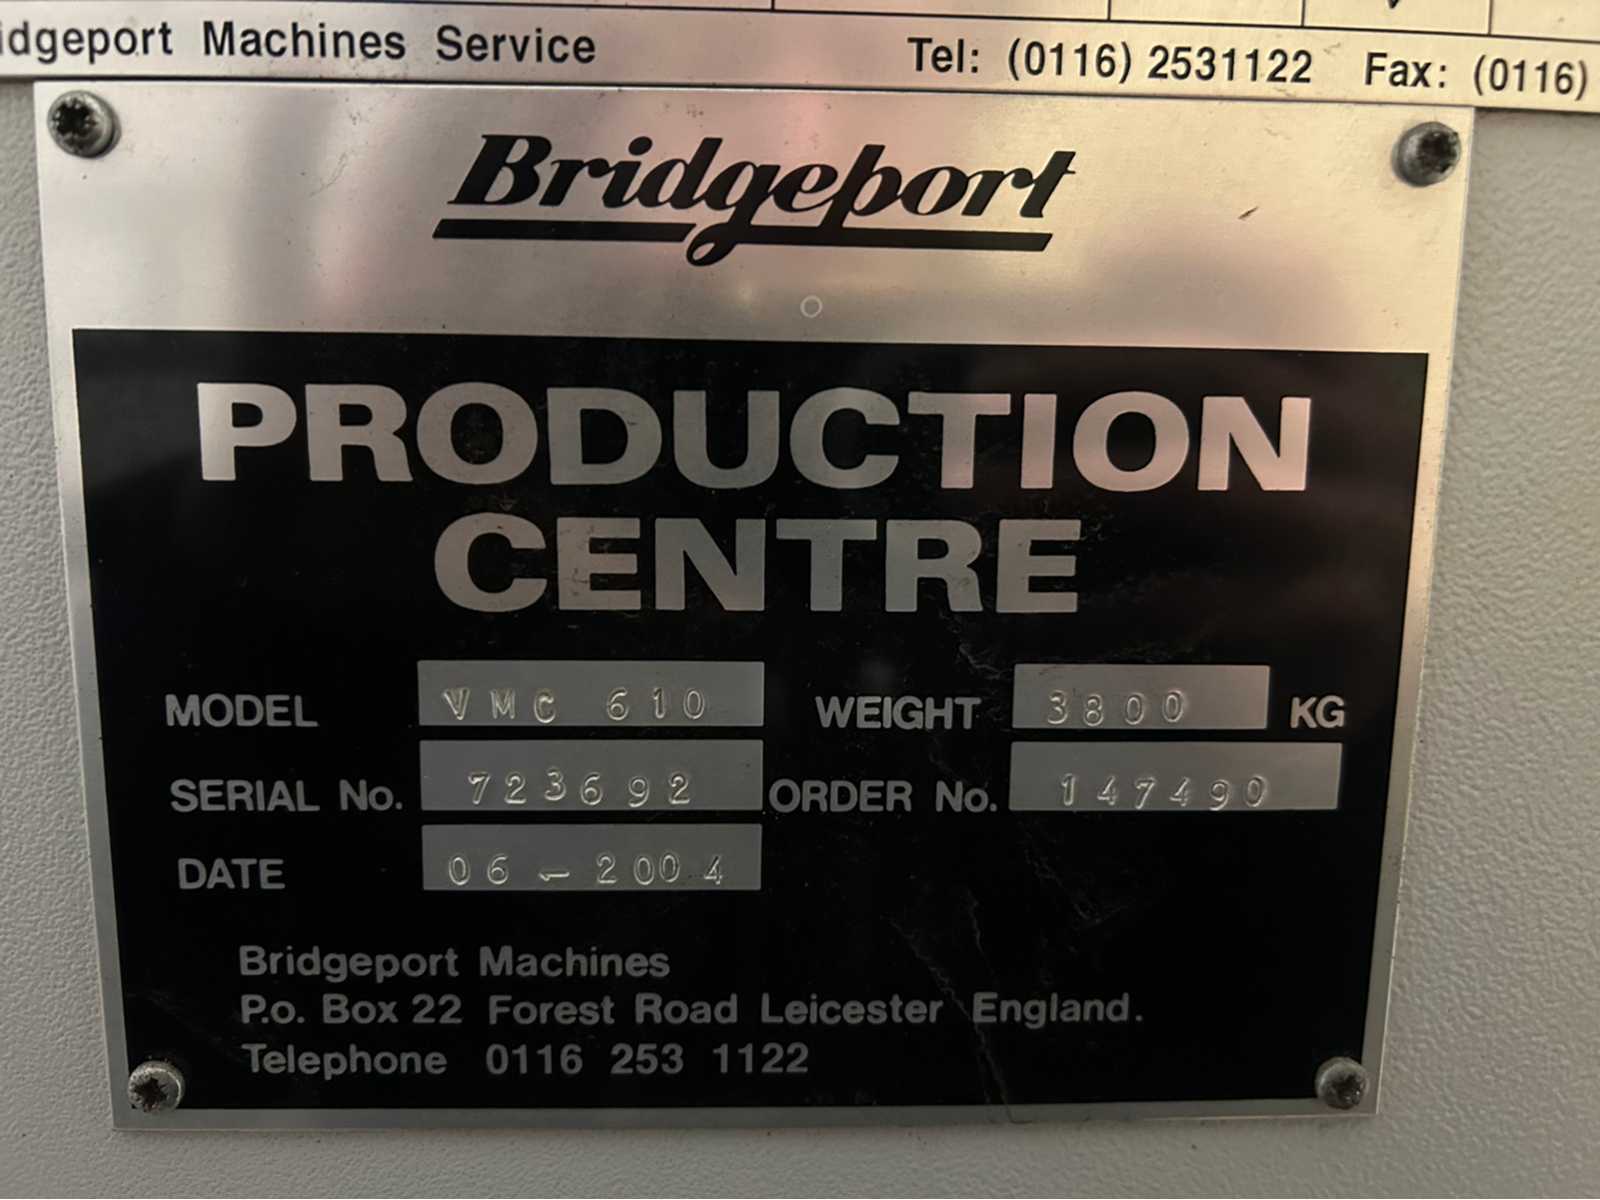 idgeport Machines Service Tel: (0116) 2531122 Fax: (0116)
Bridgeport
PRODUCTION
CENTRE
MODEL VMC 610 WEIGHT 3800 KG
SERIAL No. 723692 ORDER No. 147490
DATE 06-2004
Bridgeport Machines
P.o. Box 22 Forest Road Leicester England.
Telephone 0116 253 1122